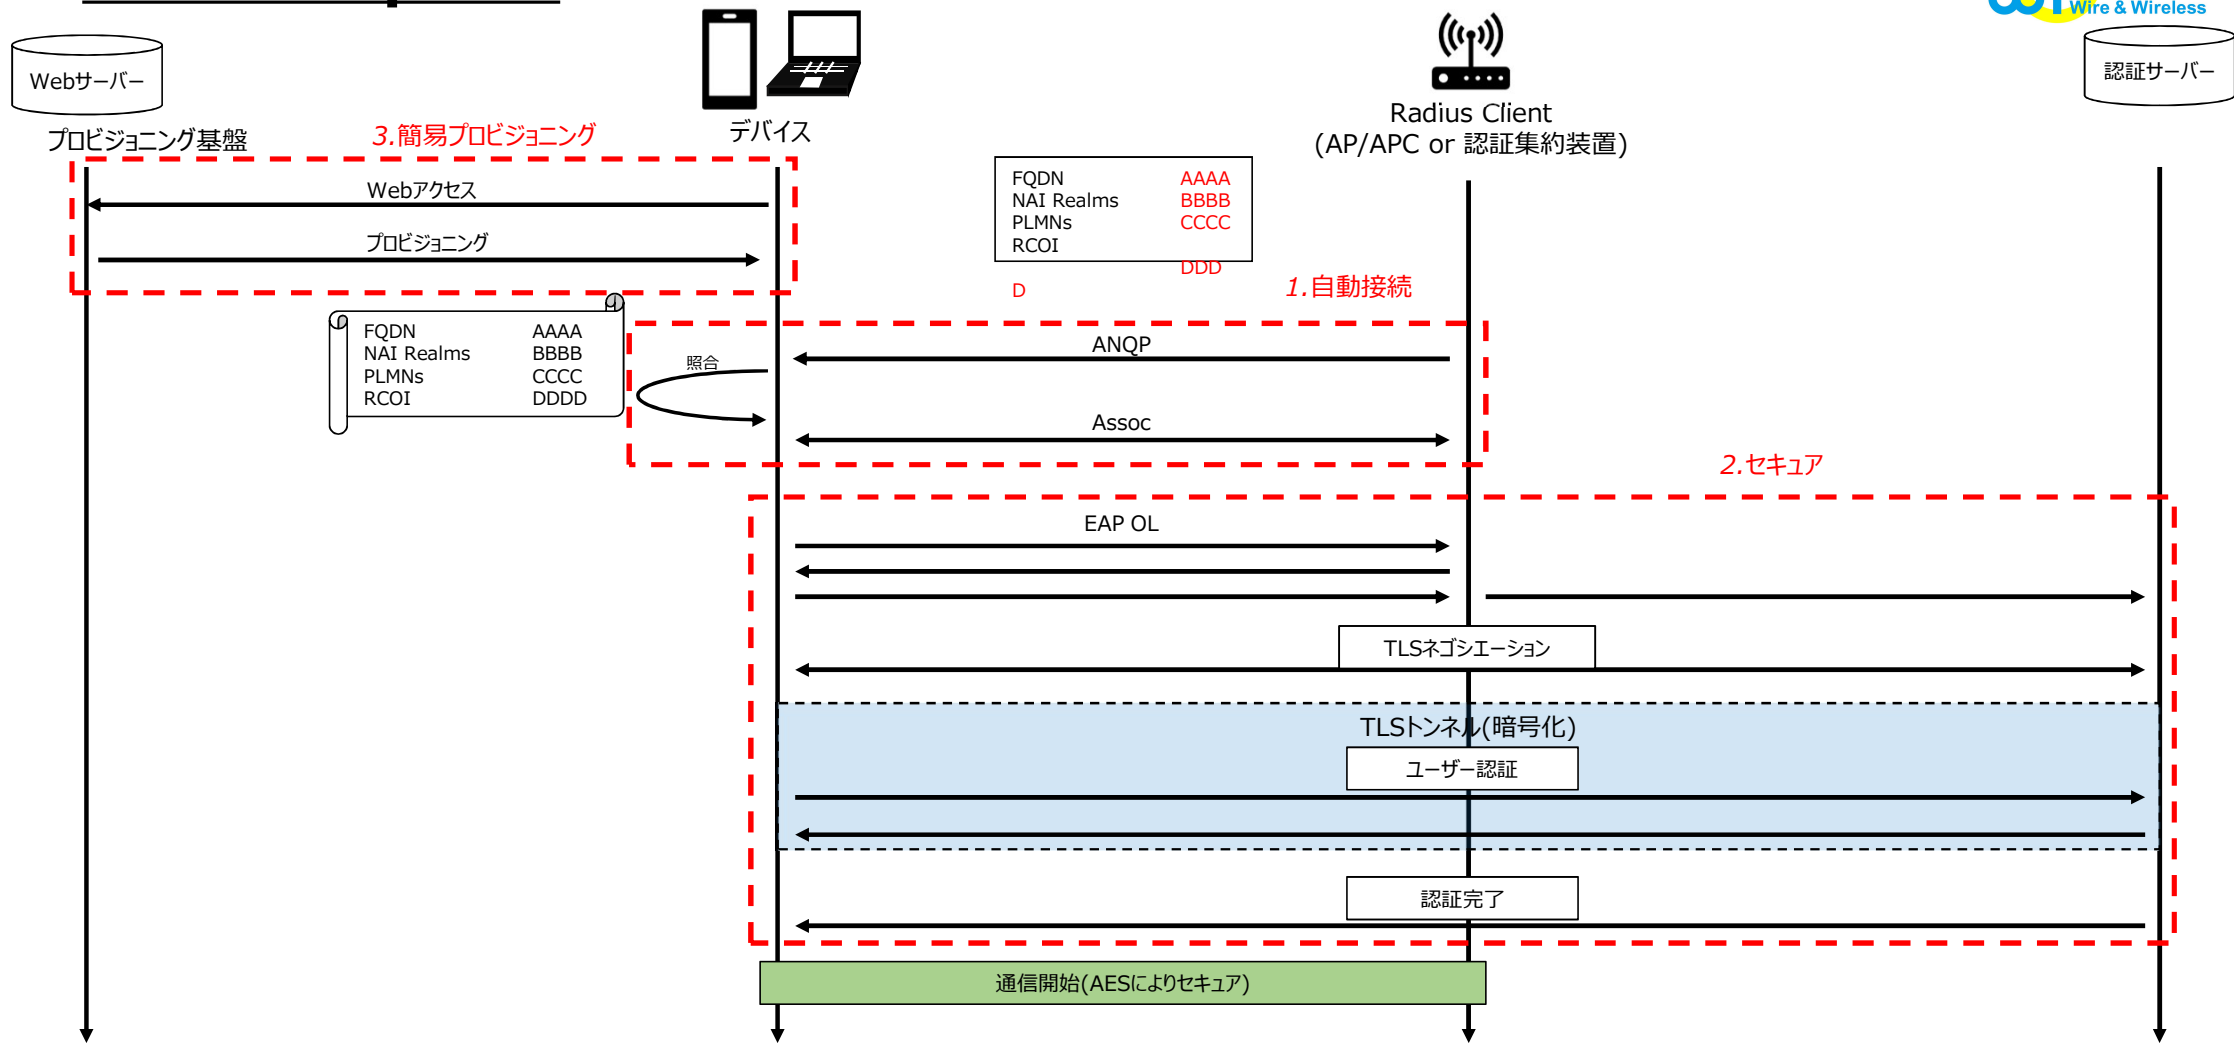 Wire & Wireless
Webサーバー
認証サーバー
プロビジョニング基盤
3.簡易プロビジョニング
デバイス
Radius Client
(AP/APC or 認証集約装置)
Webアクセス
プロビジョニング
FQDN AAAA
NAI Realms BBBB
PLMNs CCCC
RCOI
DDD
D
1.自動接続
FQDN AAAA
NAI Realms BBBB
PLMNs CCCC
RCOI DDDD
照合
ANQP
Assoc
2.セキュア
EAP OL
TLSネゴシエーション
TLSトンネル(暗号化)
ユーザー認証
認証完了
通信開始(AESによりセキュア)